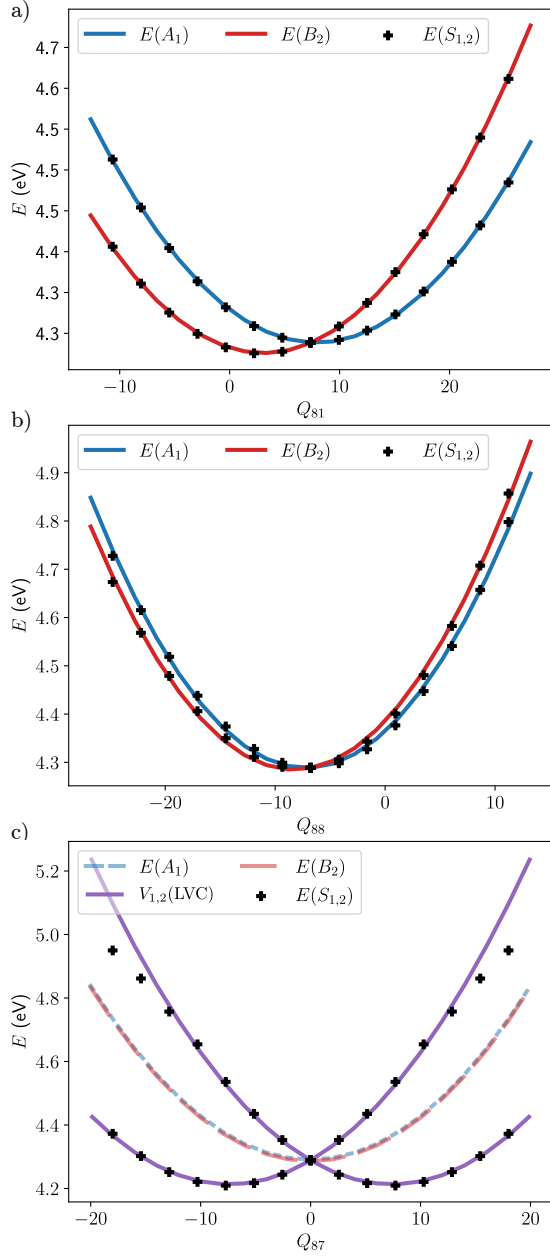 a)
E(A₁) E(B₂) E(S₁,₂)
4.7
4.6
4.5
4.5
4.5
4.4
4.3
4.3
E (eV)
−10 0 10 20
Q₈₁
b)
E(A₁) E(B₂) E(S₁,₂)
4.9
4.8
4.7
4.6
4.5
4.4
4.3
E (eV)
−20 −10 0 10
Q₈₈
c)
E(A₁) E(B₂)
V₁,₂(LVC) E(S₁,₂)
5.2
5.0
4.8
4.6
4.4
4.2
E (eV)
−20 −10 0 10 20
Q₈₇